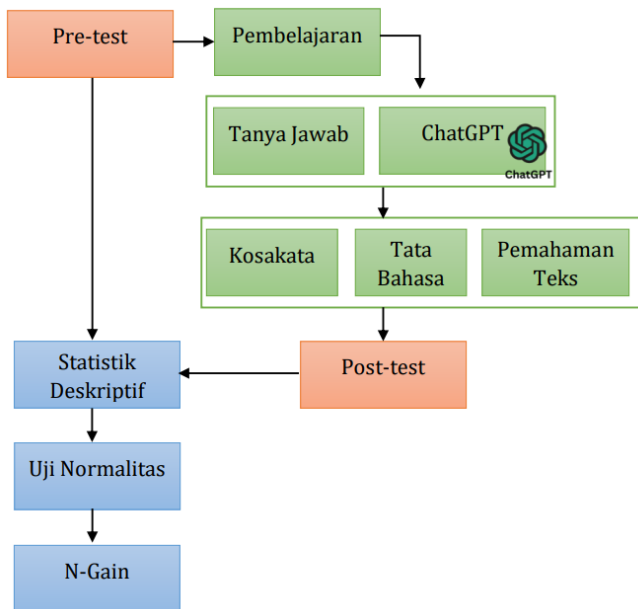 Pre-test
Pembelajaran
Tanya Jawab
ChatGPT
ChatGPT
Kosakata
Tata
Bahasa
Pemahaman
Teks
Statistik
Deskriptif
Post-test
Uji Normalitas
N-Gain